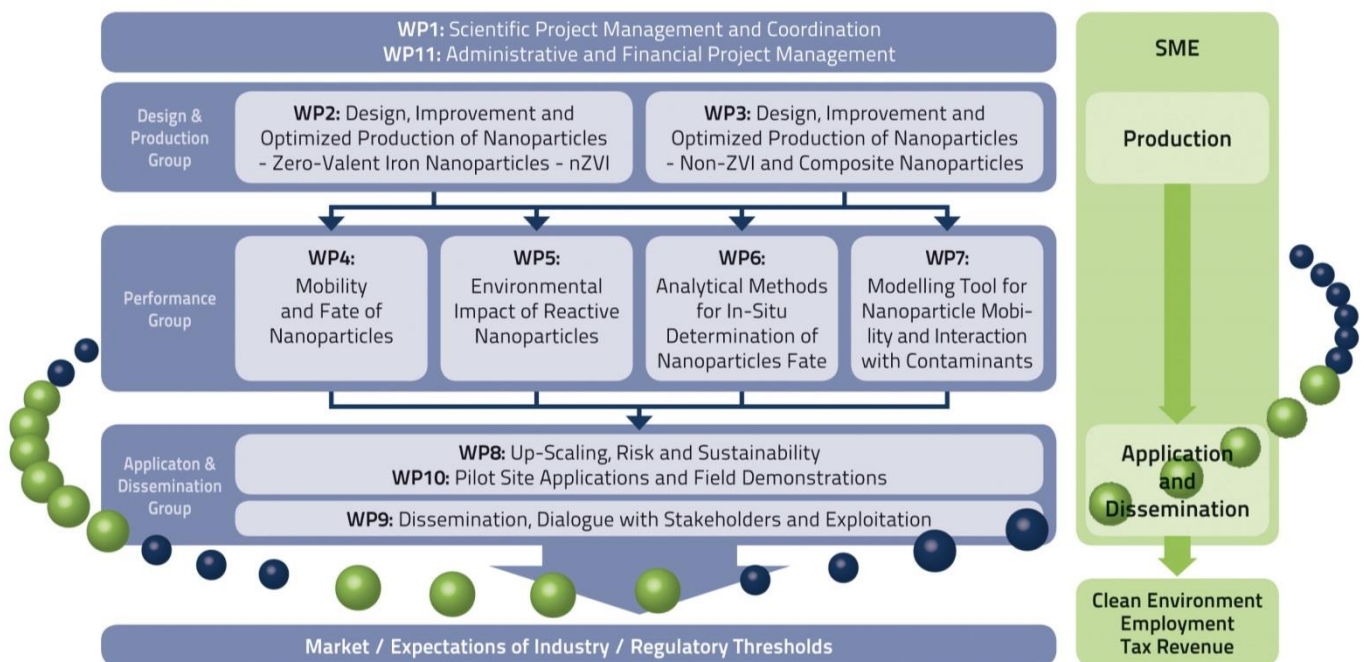 WP1: Scientific Project Management and Coordination
WP11: Administrative and Financial Project Management
Design &
Production
Group
WP2: Design, Improvement and
Optimized Production of Nanoparticles
- Zero-Valent Iron Nanoparticles - nZVI
WP3: Design, Improvement and
Optimized Production of Nanoparticles
- Non-ZVI and Composite Nanoparticles
Performance
Group
WP4:
Mobility
and Fate of
Nanoparticles
WP5:
Environmental
Impact of Reactive
Nanoparticles
WP6:
Analytical Methods
for In-Situ
Determination of
Nanoparticles Fate
WP7:
Modelling Tool for
Nanoparticle Mobi-
lity and Interaction
with Contaminants
Applicaton &
Dissemination
Group
WP8: Up-Scaling, Risk and Sustainability
WP10: Pilot Site Applications and Field Demonstrations
WP9: Dissemination, Dialogue with Stakeholders and Exploitation
Market / Expectations of Industry / Regulatory Thresholds
SME
Production
Application
and
Dissemination
Clean Environment
Employment
Tax Revenue